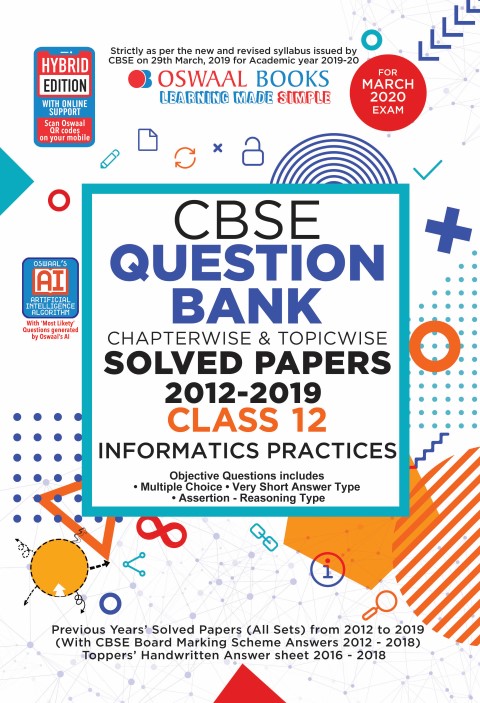 Strictly as per the new and revised syllabus issued by
CBSE on 29th March, 2019 for Academic year 2019-20
HYBRID
EDITION
WITH ONLINE
SUPPORT
Scan Oswaal
QR codes
on your mobile
OSWAAL BOOKS
LEARNING MADE SIMPLE
FOR
MARCH
2020
EXAM
CBSE
QUESTION
BANK
CHAPTERWISE & TOPICWISE
SOLVED PAPERS
2012-2019
CLASS 12
INFORMATICS PRACTICES
Objective Questions includes
• Multiple Choice • Very Short Answer Type
• Assertion - Reasoning Type
OSWAAL'S
AI
ARTIFICIAL
INTELLIGENCE
ALGORITHM
With 'Most Likely'
Questions generated
by Oswaal's AI
i
Previous Years' Solved Papers (All Sets) from 2012 to 2019
(With CBSE Board Marking Scheme Answers 2012 - 2018)
Toppers' Handwritten Answer sheet 2016 - 2018